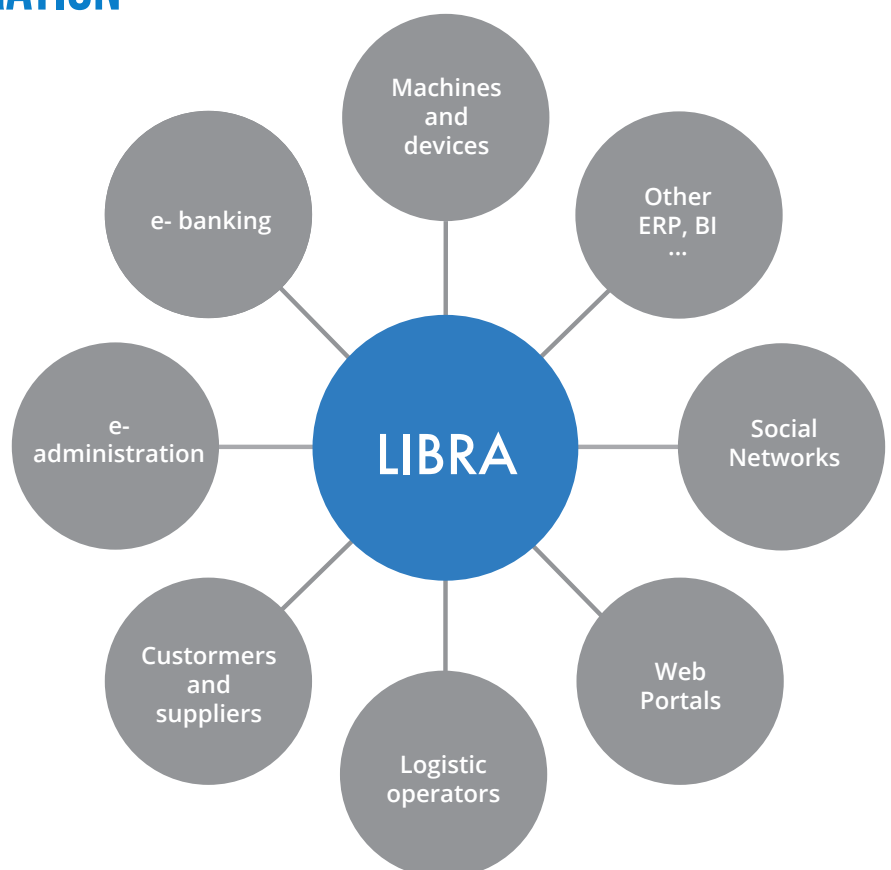 Machines
and
devices
Other
ERP, BI
...
e- banking
Social
Networks
e-
administration
LIBRA
Custormers
and
suppliers
Web
Portals
Logistic
operators